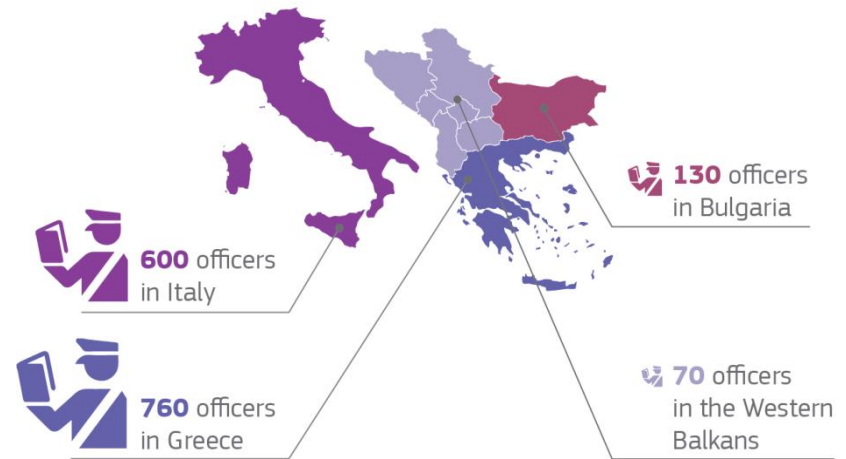 130 officers
in Bulgaria
600 officers
in Italy
760 officers
in Greece
70 officers
in the Western
Balkans